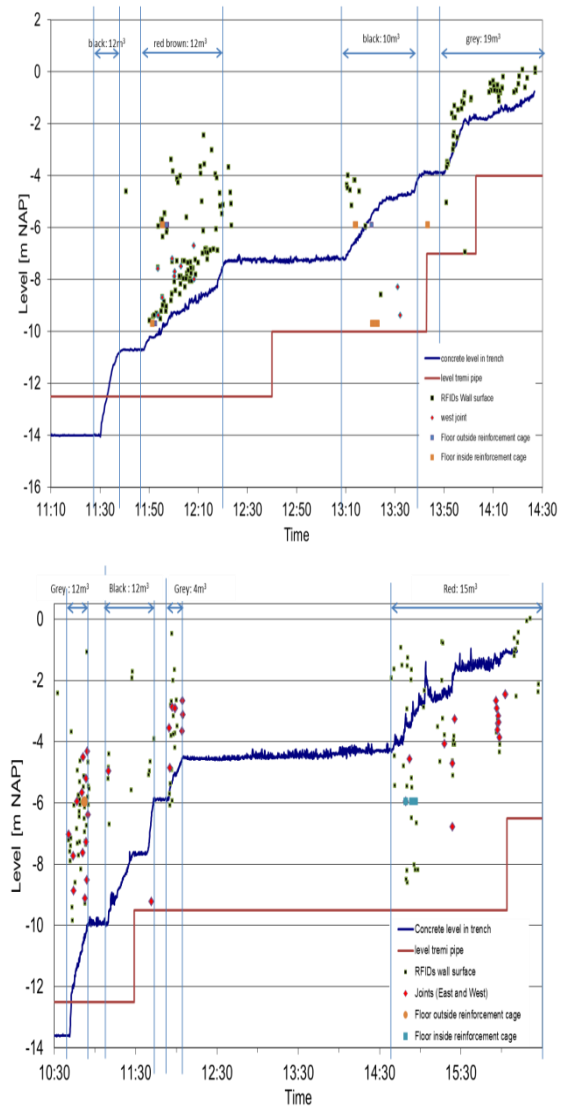 black: 12m³ red brown: 12m³ black: 10m³ grey: 19m³
0
-2
-4
-6
-8
-10
-12
-14
-16
Level [m NAP]
concrete level in trench
level tremi pipe
RFIDs Wall surface
west joint
Floor outside reinforcement cage
Floor inside reinforcement cage
11:10 11:30 11:50 12:10 12:30 12:50 13:10 13:30 13:50 14:10 14:30
Time
Grey : 12m³ Black : 12m³ Grey: 4m³ Red: 15m³
0
-2
-4
-6
-8
-10
-12
-14
Level [m NAP]
Concrete level in trench
level tremi pipe
RFIDs wall surface
Joints (East and West)
Floor outside reinforcement cage
Floor inside reinforcement cage
10:30 11:30 12:30 13:30 14:30 15:30
Time